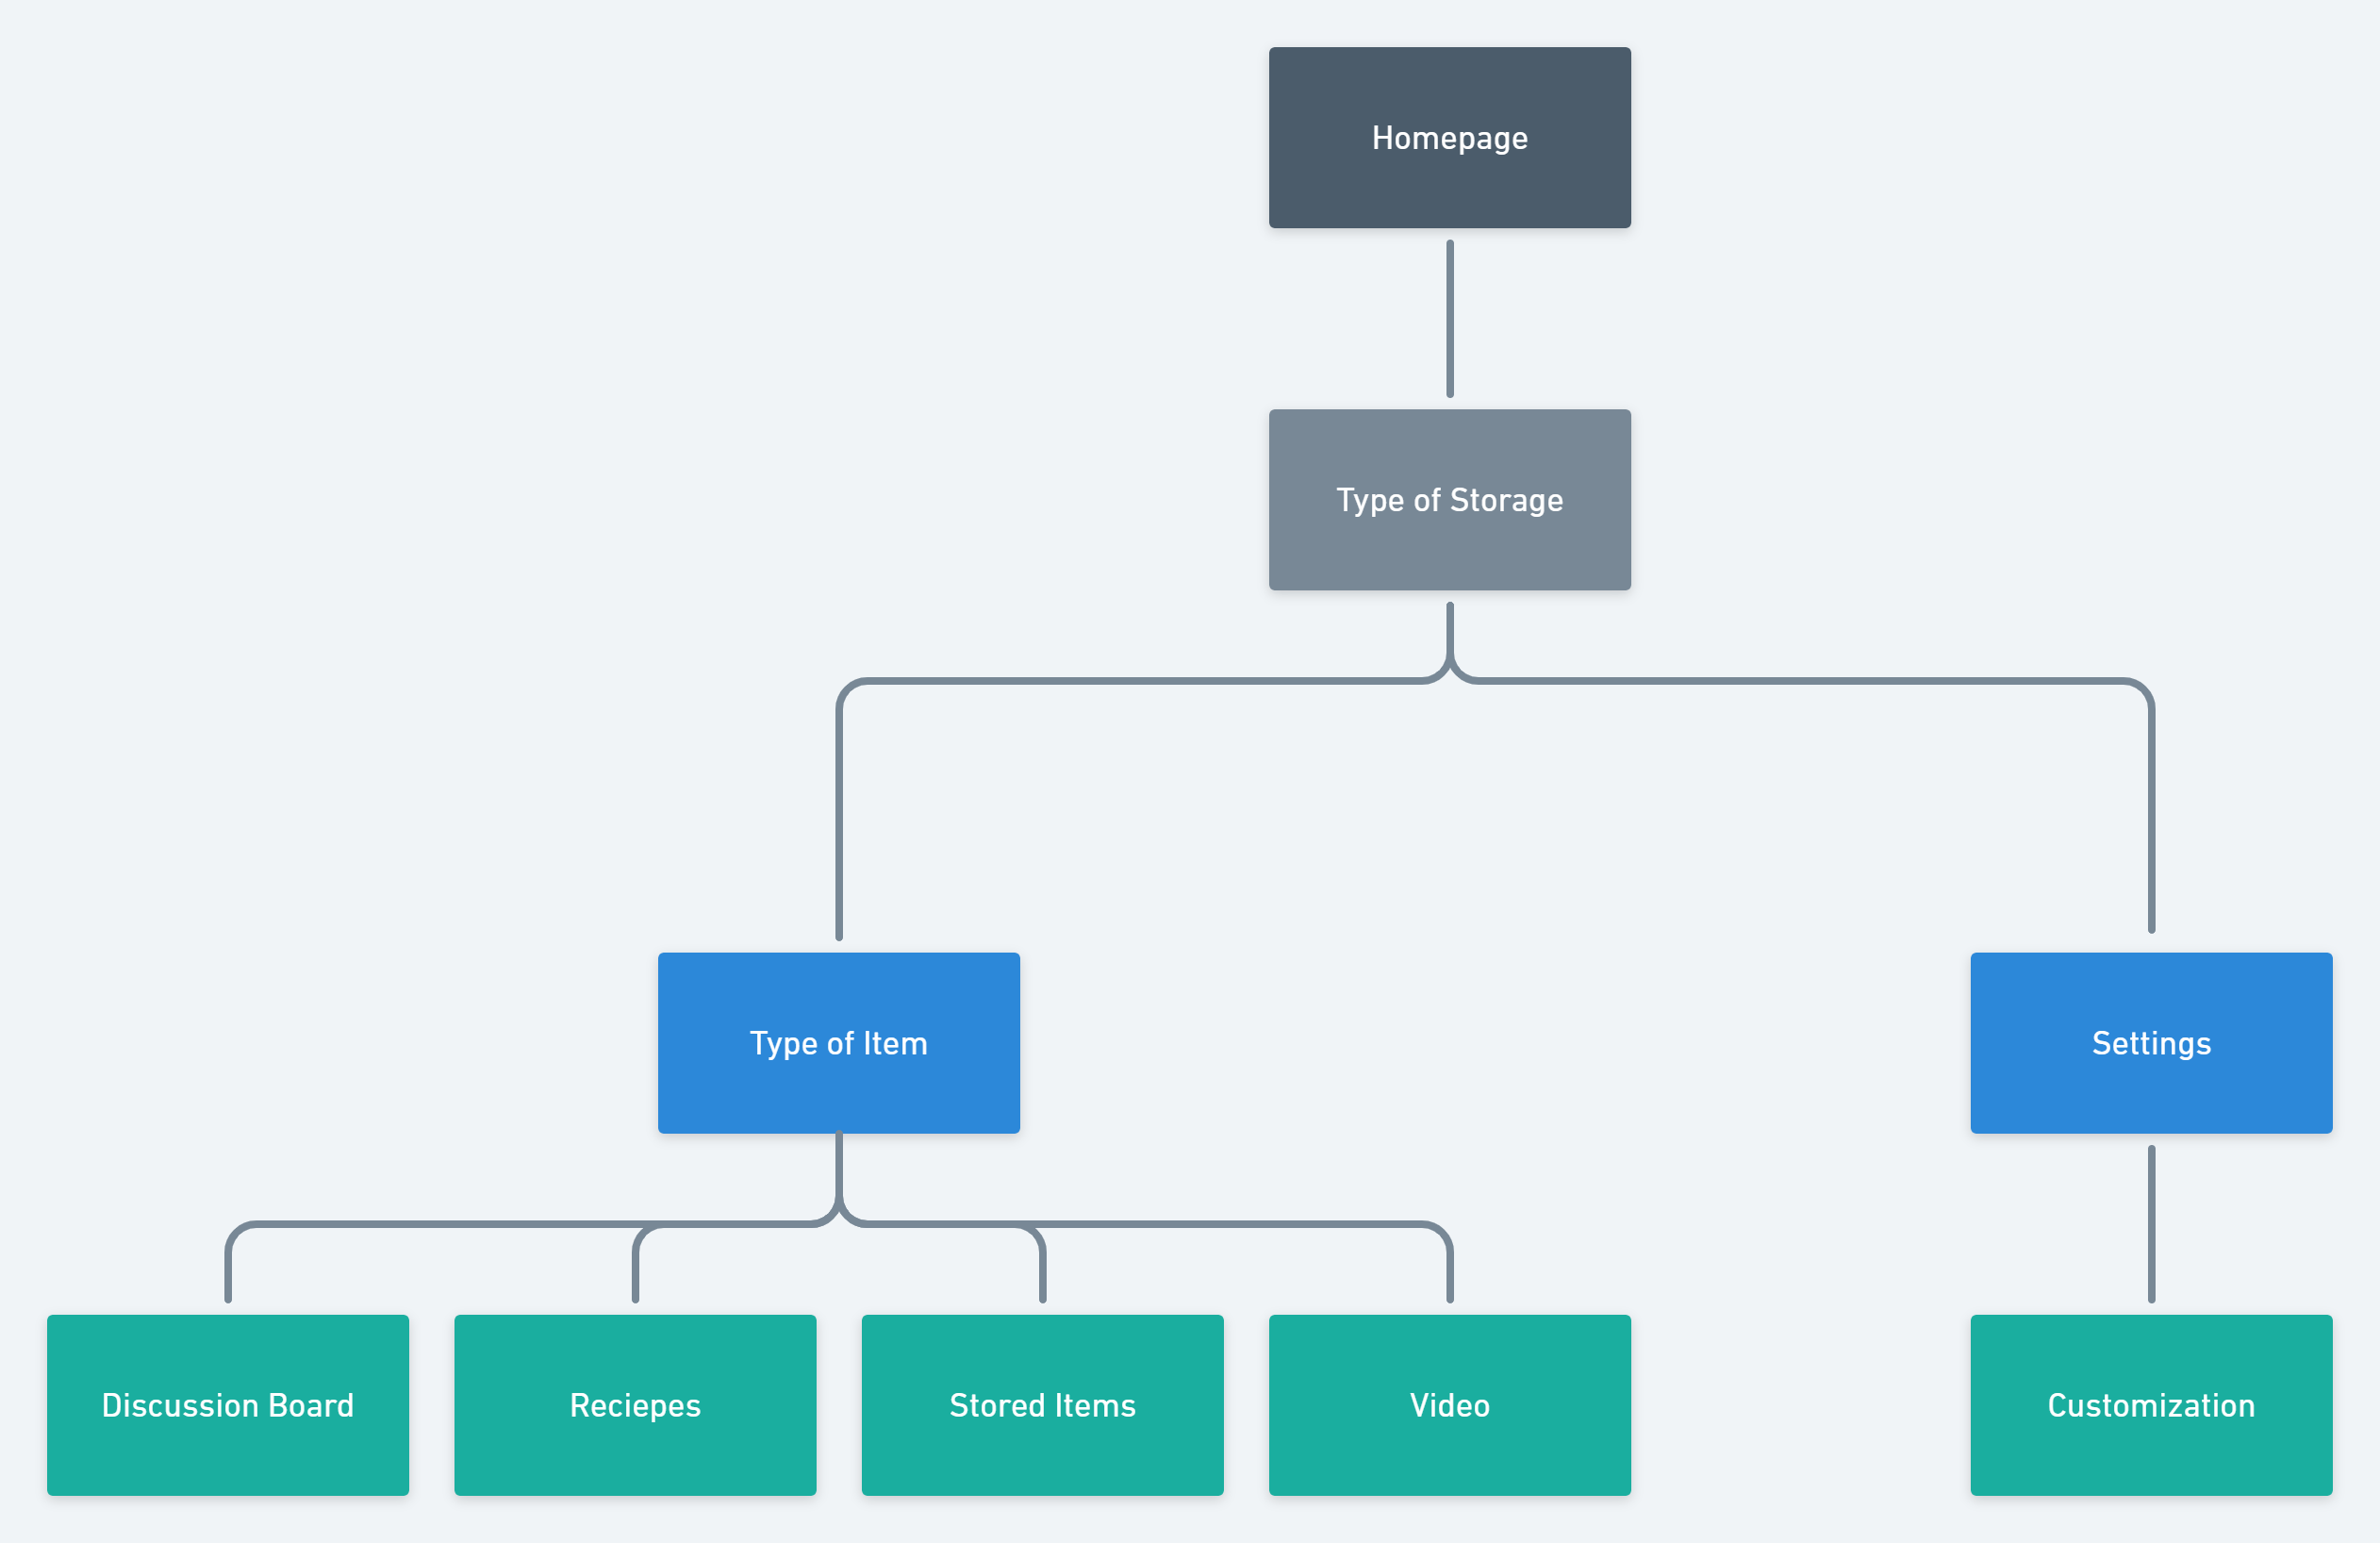 Homepage
Type of Storage
Type of Item
Settings
Discussion Board
Reciepes
Stored Items
Video
Customization